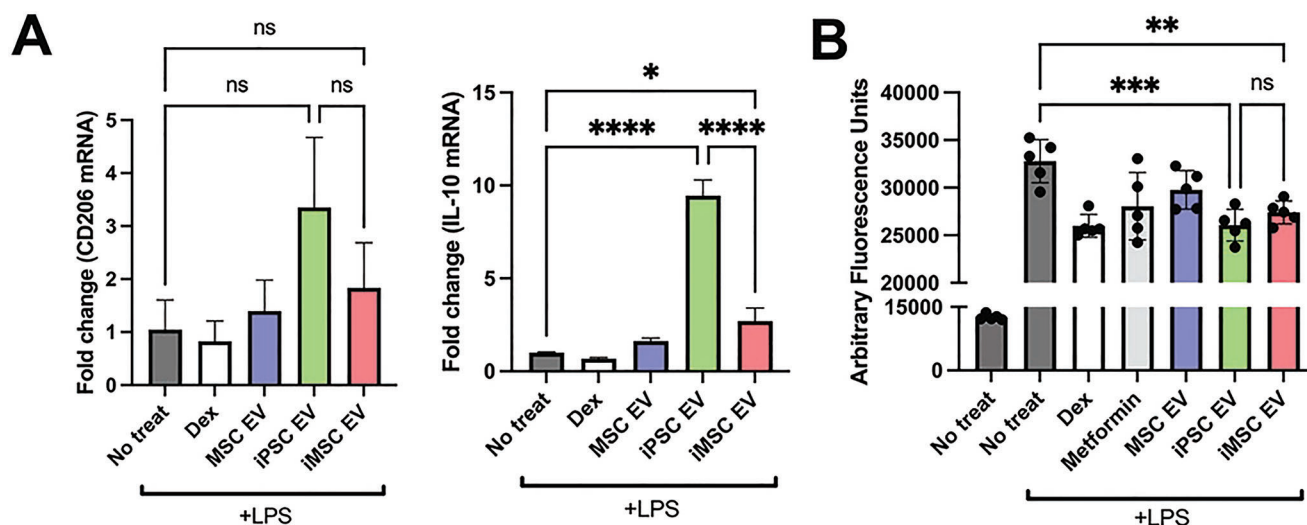 A
ns
ns
ns
Fold change (CD206 mRNA)
5
4
3
2
1
0
No treat
Dex
MSC EV
iPSC EV
iMSC EV
+LPS
*
****
****
Fold change (IL-10 mRNA)
15
10
5
0
No treat
Dex
MSC EV
iPSC EV
iMSC EV
+LPS
B
**
***
ns
Arbitrary Fluorescence Units
40000
35000
30000
25000
20000
15000
0
No treat
No treat
Dex
Metformin
MSC EV
iPSC EV
iMSC EV
+LPS